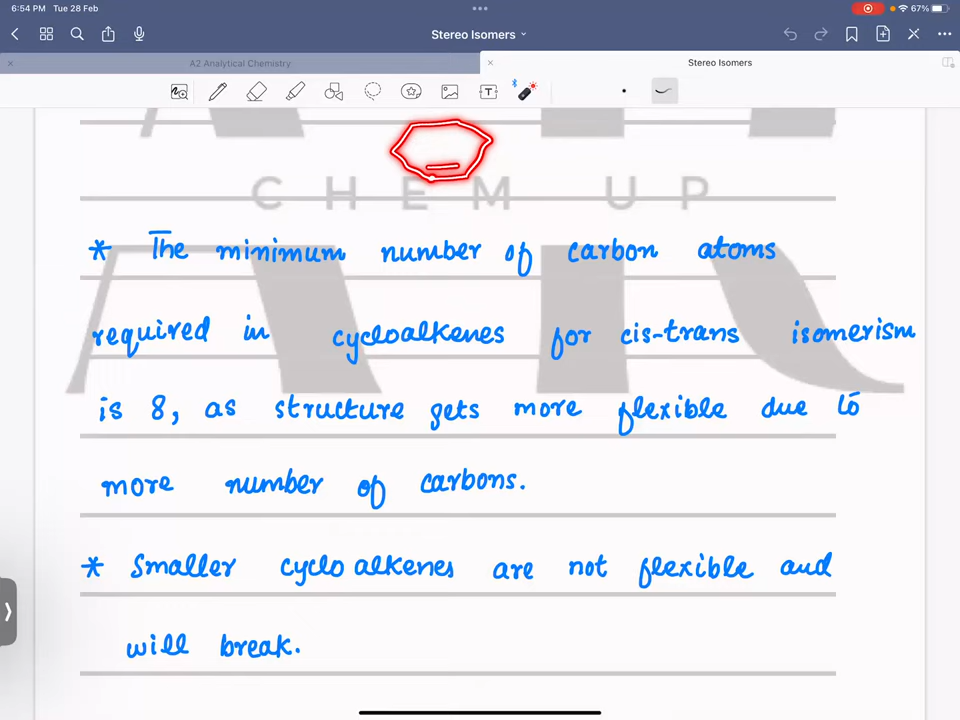 6:54 PM Tue 28 Feb
67%
Stereo Isomers
A2 Analytical Chemistry
Stereo Isomers
CHEM UP
* The minimum number of carbon atoms
required in cycloalkenes for cis-trans isomerism
is 8, as structure gets more flexible due to
more number of carbons.
* Smaller cyclo alkenes are not flexible and
will break.